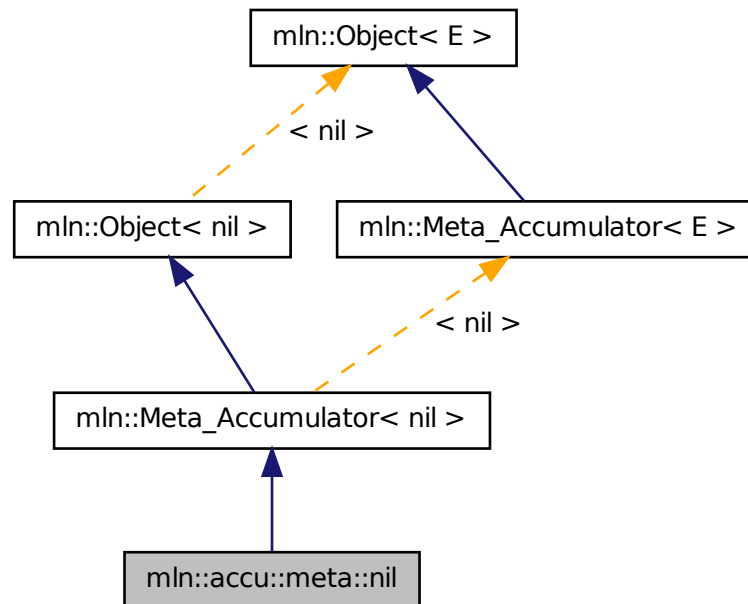 mln::Object< E >
< nil >
mln::Object< nil >
mln::Meta_Accumulator< E >
< nil >
mln::Meta_Accumulator< nil >
mln::accu::meta::nil